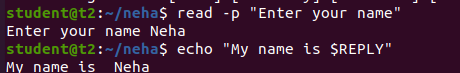 student@t2:~/neha$ read -p "Enter your name"
Enter your name Neha
student@t2:~/neha$ echo "My name is $REPLY"
My name is  Neha